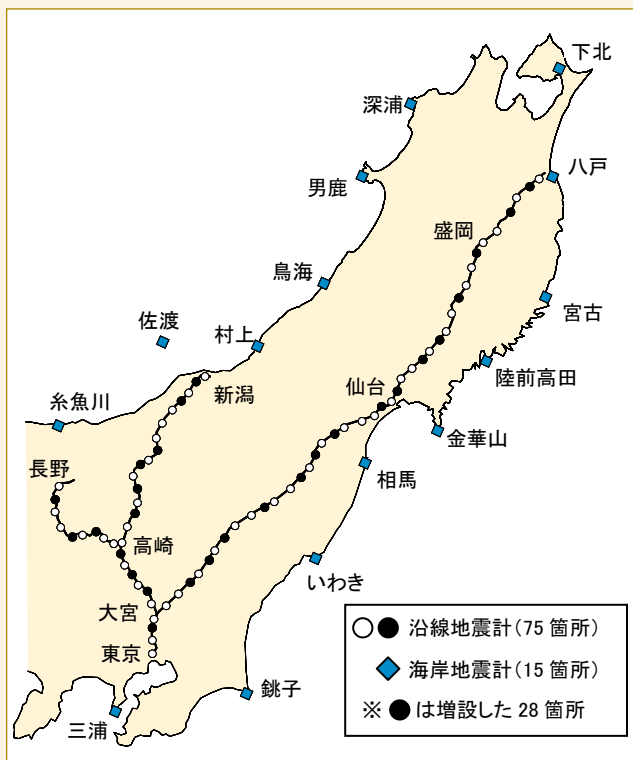 下北
深浦
八戸
男鹿
盛岡
鳥海
宮古
佐渡
村上
陸前高田
新潟
仙台
糸魚川
金華山
長野
相馬
高崎
いわき
大宮
○●沿線地震計(75 箇所)
東京
◆海岸地震計(15 箇所)
銚子
※●は増設した 28 箇所
三浦